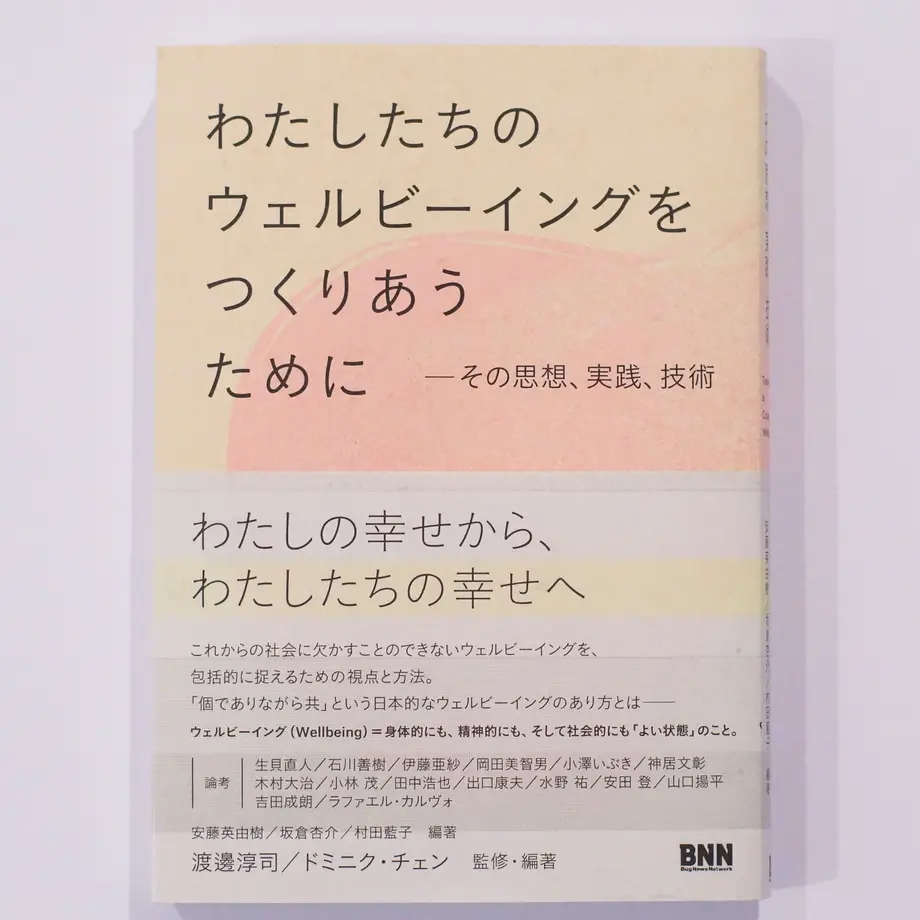 わたしたちの
ウェルビーイングを
つくりあう
ために ―その思想、実践、技術
わたしの幸せから、
わたしたちの幸せへ
これからの社会に欠かすことのできないウェルビーイングを、
包括的に捉えるための視点と方法。
「個でありながら共」という日本的なウェルビーイングのあり方とは――
ウェルビーイング(Wellbeing)=身体的にも、精神的にも、そして社会的にも「よい状態」のこと。
論考
生貝直人/石川善樹/伊藤亜紗/岡田美智男/小澤いぶき/神居文彰
木村大治/小林 茂/田中浩也/出口康夫/水野 祐/安田 登/山口揚平
吉田成朗/ラファエル・カルヴォ
安藤英由樹/坂倉杏介/村田藍子 編著
渡邊淳司/ドミニク・チェン 監修・編著
BNN
Bug News Network